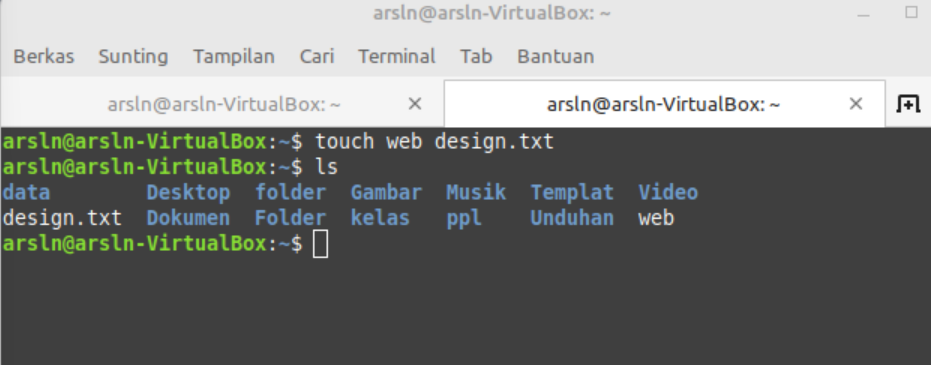 arsln@arsln-VirtualBox: ~
Berkas Sunting Tampilan Cari Terminal Tab Bantuan
arsln@arsln-VirtualBox: ~ × arsln@arsln-VirtualBox: ~ ×
arsln@arsln-VirtualBox:~$ touch web design.txt
arsln@arsln-VirtualBox:~$ ls
data Desktop folder Gambar Musik Templat Video
design.txt Dokumen Folder kelas ppl Unduhan web
arsln@arsln-VirtualBox:~$